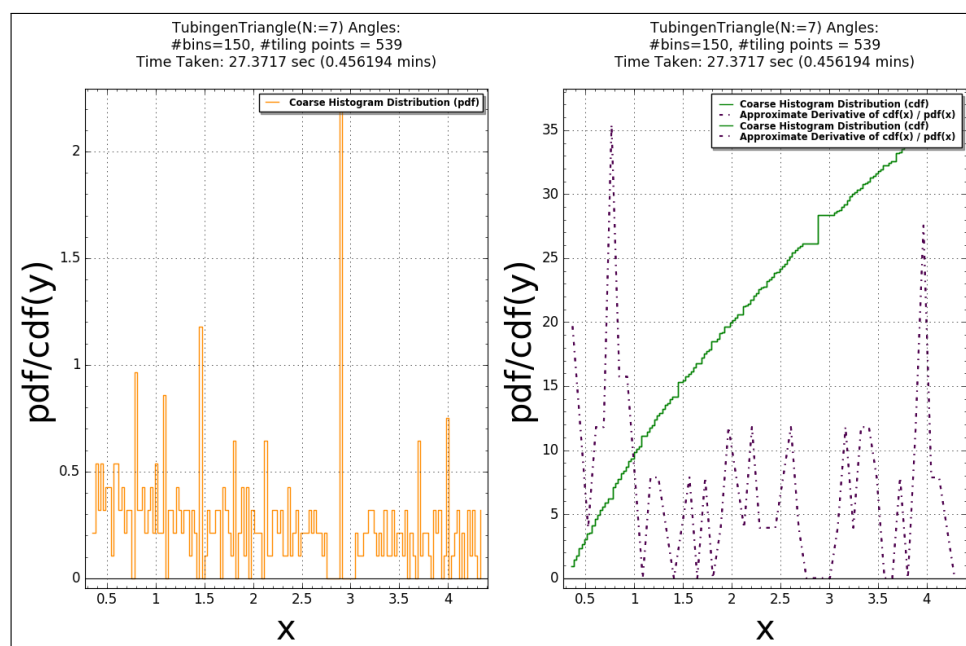 TubingenTriangle(N:=7) Angles:
#bins=150, #tiling points = 539
Time Taken: 27.3717 sec (0.456194 mins)
Coarse Histogram Distribution (pdf)
2
1.5
1
0.5
0
pdf/cdf(y)
0.5 1 1.5 2 2.5 3 3.5 4
x
TubingenTriangle(N:=7) Angles:
#bins=150, #tiling points = 539
Time Taken: 27.3717 sec (0.456194 mins)
Coarse Histogram Distribution (cdf)
Approximate Derivative of cdf(x) / pdf(x)
Coarse Histogram Distribution (cdf)
Approximate Derivative of cdf(x) / pdf(x)
35
30
25
20
15
10
5
0
pdf/cdf(y)
0.5 1 1.5 2 2.5 3 3.5 4
x